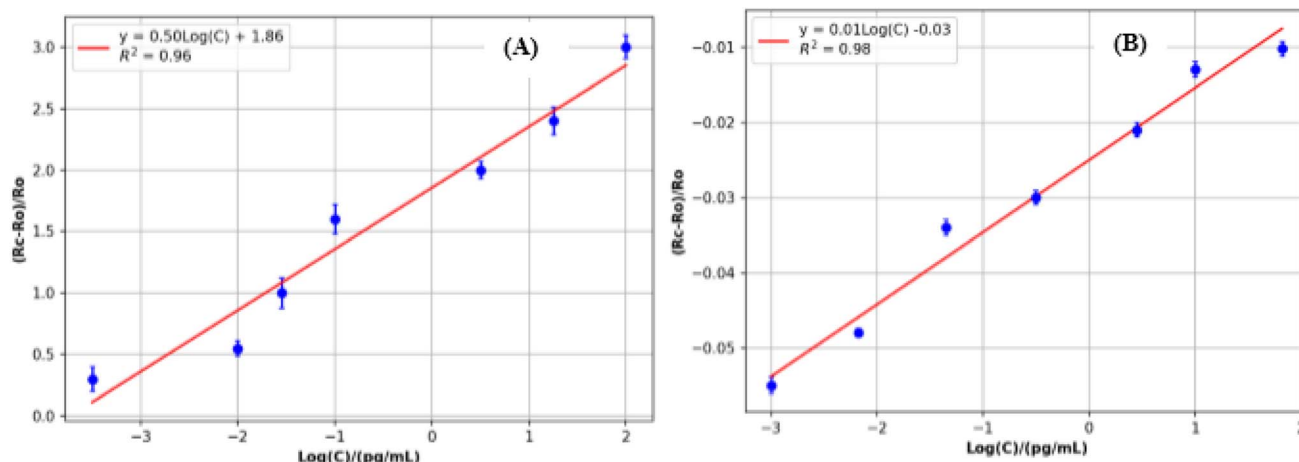 y = 0.50Log(C) + 1.86
R² = 0.96
(A)
3.0
2.5
2.0
1.5
1.0
0.5
0.0
(Rc-Ro)/Ro
−3
−2
−1
0
1
2
Log(C)/(pg/mL)
y = 0.01Log(C) -0.03
R² = 0.98
(B)
−0.01
−0.02
−0.03
−0.04
−0.05
(Rc-Ro)/Ro
−3
−2
−1
0
1
2
Log(C)/(pg/mL)